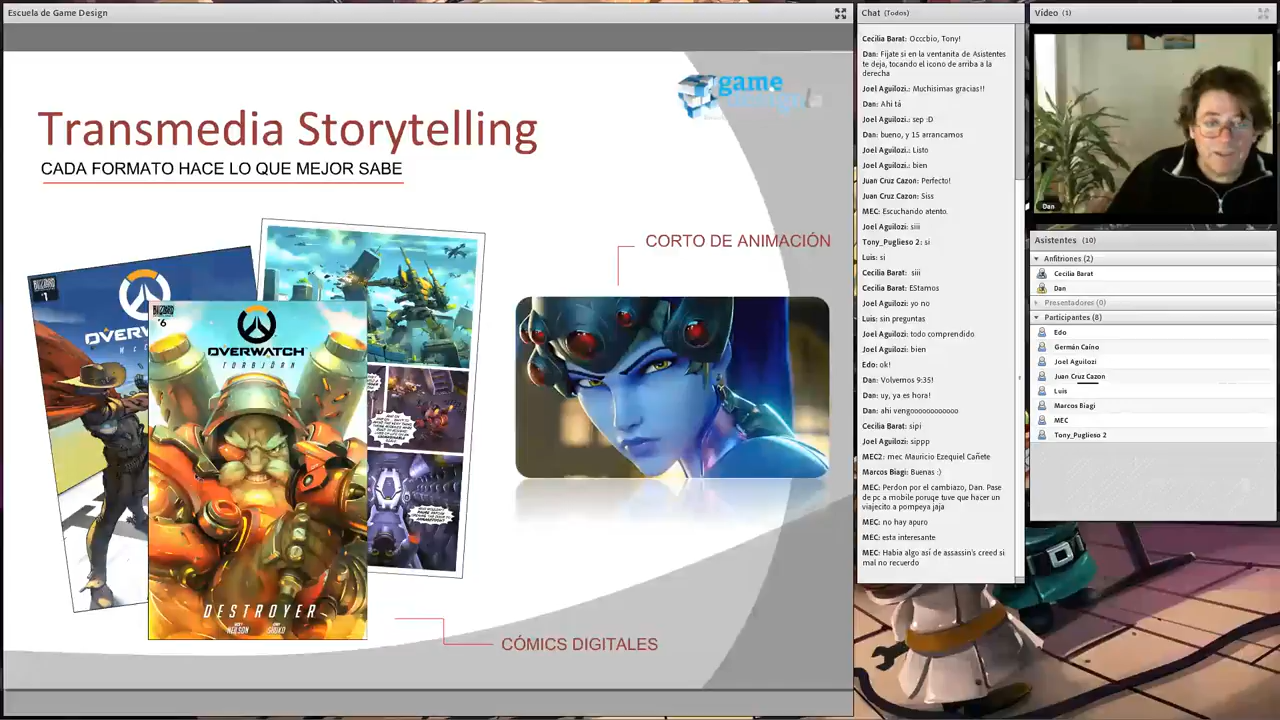 Escuela de Game Design
game
design
Transmedia Storytelling
CADA FORMATO HACE LO QUE MEJOR SABE
CORTO DE ANIMACIÓN
BLIZZARD
#1
BLIZZARD
#6
OVERWATCH
TORBJÖRN
DESTROYER
CÓMICS DIGITALES
Chat (Todos)
Cecilia Barat: Occcbio, Tony!
Dan: Fijate si en la ventanita de Asistentes
te deja, tocando el icono de arriba a la
derecha
Joel Aguilozi.: Muchisimas gracias!!
Dan: Ahi tá
Joel Aguilozi.: sep :D
Dan: bueno, y 15 arrancamos
Joel Aguilozi.: Listo
Joel Aguilozi.: bien
Juan Cruz Cazon: Perfecto!
Juan Cruz Cazon: Siss
MEC: Escuchando atento.
Joel Aguilozi: siii
Tony_Puglieso 2: si
Luis: si
Cecilia Barat: siii
Cecilia Barat: EStamos
Joel Aguilozi: yo no
Luis: sin preguntas
Joel Aguilozi: todo comprendido
Joel Aguilozi: bien
Edo: ok!
Dan: Volvemos 9:35!
Dan: uy, ya es hora!
Dan: ahi vengooooooooooo
Cecilia Barat: sipi
Joel Aguilozi: sippp
MEC2: mec Mauricio Ezequiel Cañete
Marcos Biagi: Buenas :)
MEC: Perdon por el cambiazo, Dan. Pase
de pc a mobile poruqe tuve que hacer un
viajecito a pompeya jaja
MEC: no hay apuro
MEC: esta interesante
MEC: Habia algo así de assassin's creed si
mal no recuerdo
Vídeo (1)
Dan
Asistentes (10)
Anfitriones (2)
Cecilia Barat
Dan
Presentadores (0)
Participantes (8)
Edo
Germán Caíno
Joel Aguilozi
Juan Cruz Cazon
Luis
Marcos Biagi
MEC
Tony_Puglieso 2